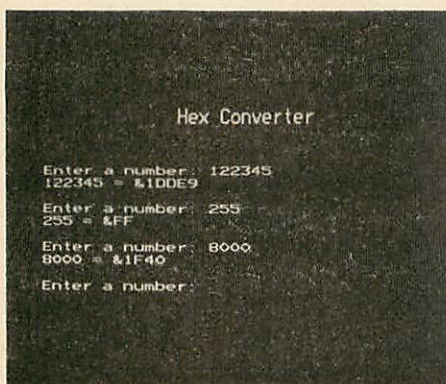 Hex Converter
Enter a number: 122345
122345 = &1DDE9
Enter a number: 255
255 = &FF
Enter a number: 8000
8000 = &1F40
Enter a number: